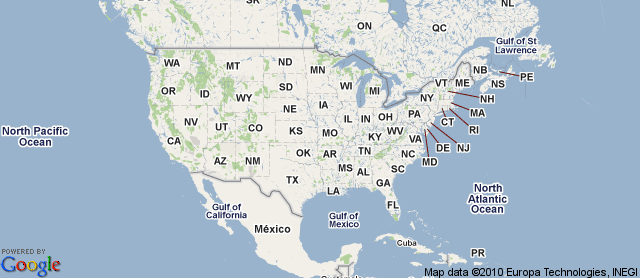 SK
MB
ON
QC
Gulf of St
Lawrence
WA
MT
ND
MN
VT
ME
NB
PE
NS
OR
ID
WY
SD
WI
MI
NY
NH
MA
RI
CT
IA
NE
NV
UT
CO
KS
MO
IL
IN
OH
PA
NJ
DE
MD
WV
VA
KY
CA
AZ
NM
OK
AR
TN
NC
SC
MS
AL
GA
TX
LA
FL
North Pacific
Ocean
North
Atlantic
Ocean
Gulf of
California
Gulf of
Mexico
México
Cuba
PR
POWERED BY
Google
Map data ©2010 Europa Technologies, INEGI